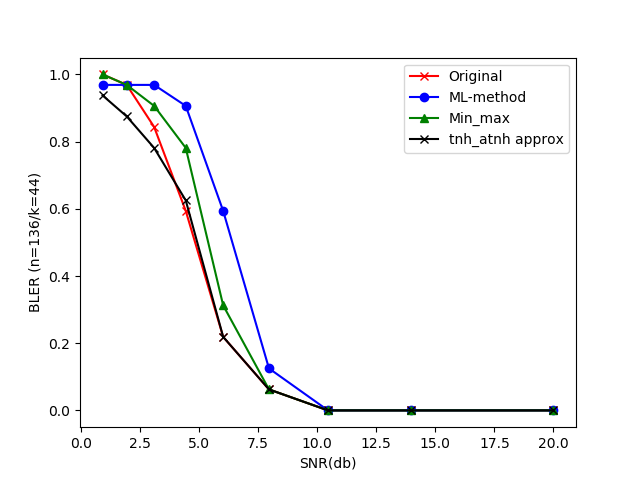 Original
ML-method
Min_max
tnh_atnh approx
1.0
0.8
0.6
0.4
0.2
0.0
BLER (n=136/k=44)
0.0 2.5 5.0 7.5 10.0 12.5 15.0 17.5 20.0
SNR(db)